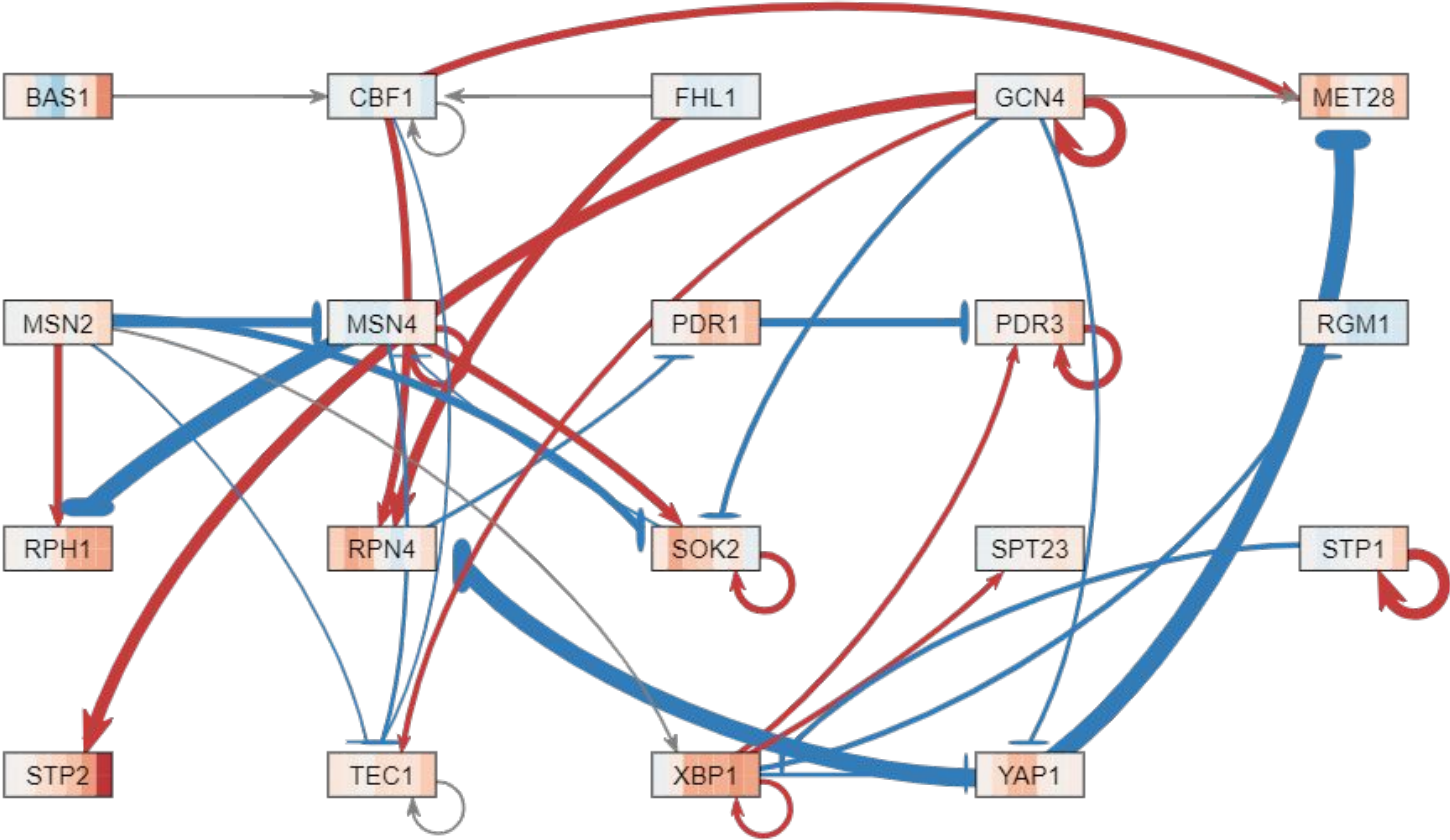 BAS1 CBF1 FHL1 GCN4 MET28
MSN2 MSN4 PDR1 PDR3 RGM1
RPH1 RPN4 SOK2 SPT23 STP1
STP2 TEC1 XBP1 YAP1